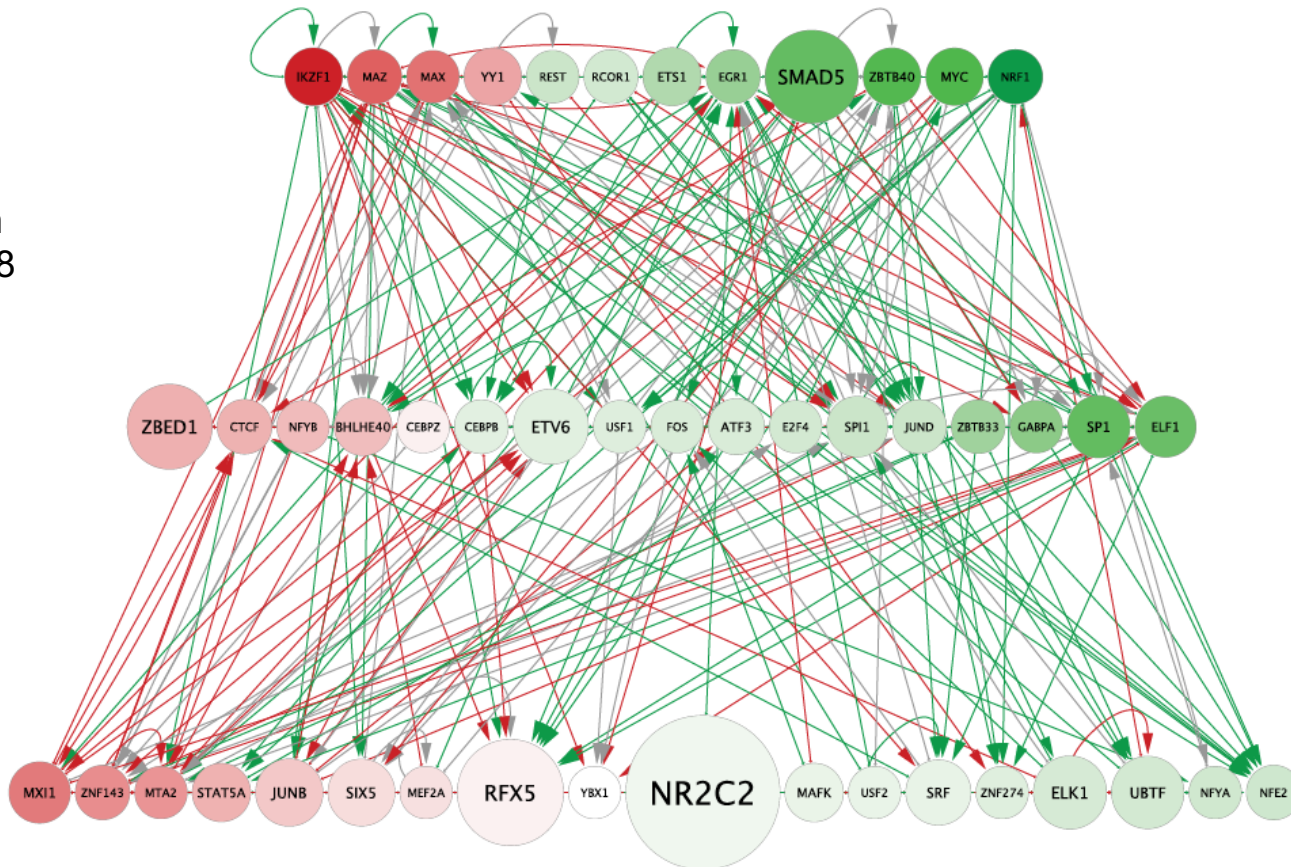 IKZF1 MAZ MAX YY1 REST RCOR1 ETS1 EGR1 SMAD5 ZBTB40 MYC NRF1
8
ZBED1 CTCF NFYB BHLHE40 CEBPZ CEBPB ETV6 USF1 FOS ATF3 E2F4 SPI1 JUND ZBTB33 GABPA SP1 ELF1
MXI1 ZNF143 MTA2 STAT5A JUNB SIX5 MEF2A RFX5 YBX1 NR2C2 MAFK USF2 SRF ZNF274 ELK1 UBTF NFYA NFE2